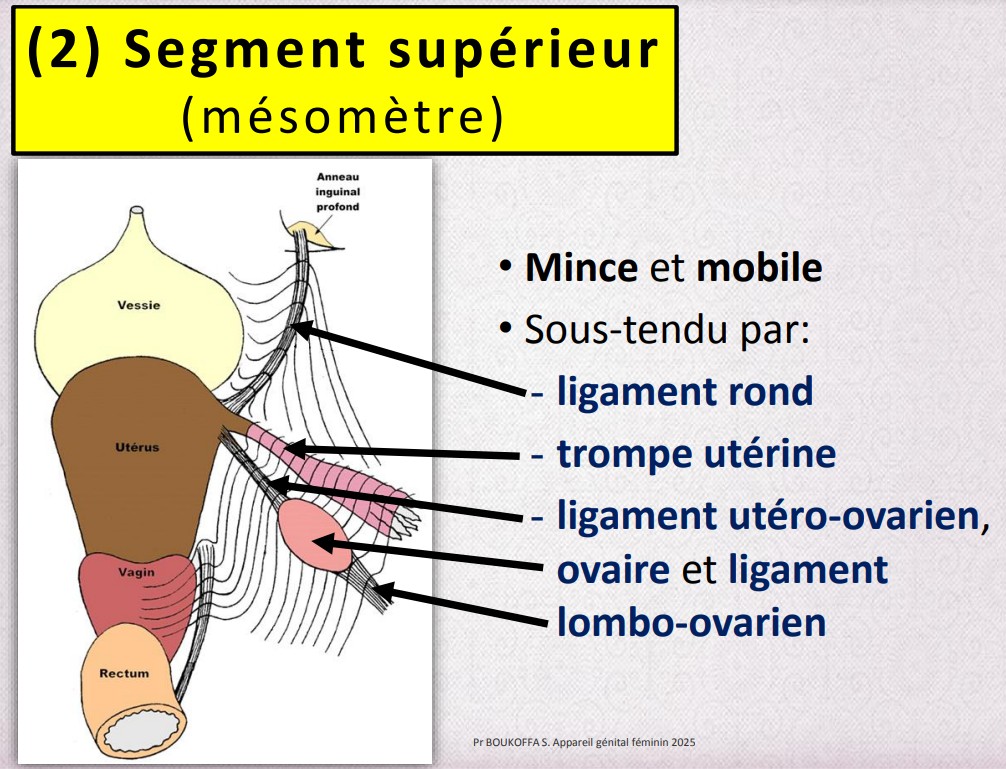 (2) Segment supérieur
(mésomètre)
Anneau
inguinal
profond
Vessie
Utérus
Vagin
Rectum
• Mince et mobile
• Sous-tendu par:
- ligament rond
- trompe utérine
- ligament utéro-ovarien,
ovaire et ligament
lombo-ovarien
Pr BOUKOFFA S. Appareil génital féminin 2025